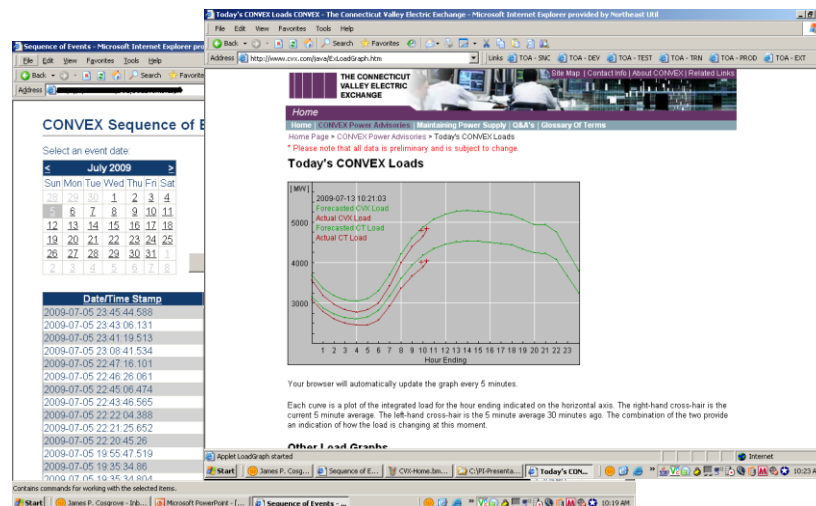 Sequence of Events - Microsoft Internet Explorer pro
File Edit View Favorites Tools Help
Back Search Favorites
Address
CONVEX Sequence of E
Select an event date:
< July 2009 >
Sun Mon Tue Wed Thu Fri Sat
28 29 30 1 2 3 4
5 6 7 8 9 10 11
12 13 14 15 16 17 18
19 20 21 22 23 24 25
26 27 28 29 30 31 1
2 3 4 5 6 7 8
Date/Time Stamp
2009-07-05 23:45:44.588
2009-07-05 23:43:06.131
2009-07-05 23:41:19.513
2009-07-05 23:08:41.534
2009-07-05 22:47:16.101
2009-07-05 22:46:26.061
2009-07-05 22:45:06.474
2009-07-05 22:43:46.565
2009-07-05 22:22:04.388
2009-07-05 22:21:25.652
2009-07-05 22:20:45.26
2009-07-05 19:55:47.519
2009-07-05 19:35:34.86
2009-07-05 19:35:34.804
Contains commands for working with the selected items.
Start James P. Cosgrove - Inb... Microsoft PowerPoint - [... Sequence of Events - ... 10:19 AM
Today's CONVEX Loads CONVEX - The Connecticut Valley Electric Exchange - Microsoft Internet Explorer provided by Northeast Util
File Edit View Favorites Tools Help
Back Search Favorites
Address http://www.cvx.com/java/ExLoadGraph.htm Links TOA - SNC TOA - DEV TOA - TEST TOA - TRN TOA - PROD TOA - EXT
THE CONNECTICUT
VALLEY ELECTRIC
EXCHANGE
Site Map | Contact Info | About CONVEX | Related Links
Home
Home | CONVEX Power Advisories | Maintaining Power Supply | Q&A's | Glossary Of Terms
Home Page > CONVEX Power Advisories > Today's CONVEX Loads
* Please note that all data is preliminary and is subject to change.
Today's CONVEX Loads
[MW]
2009-07-13 10:21:03
Forecasted CVX Load
Actual CVX Load
Forecasted CT Load
Actual CT Load
5000
4000
3000
1 2 3 4 5 6 7 8 9 10 11 12 13 14 15 16 17 18 19 20 21 22 23
Hour Ending
Your browser will automatically update the graph every 5 minutes.
Each curve is a plot of the integrated load for the hour ending indicated on the horizontal axis. The right-hand cross-hair is the
current 5 minute average. The left-hand cross-hair is the 5 minute average 30 minutes ago. The combination of the two provide
an indication of how the load is changing at this moment.
Other Load Graphs
Applet LoadGraph started Internet
Start James P. Cosg... Sequence of E... CVX-Home.bm... C:\PI-Presenta... Today's CON... 10:23 A